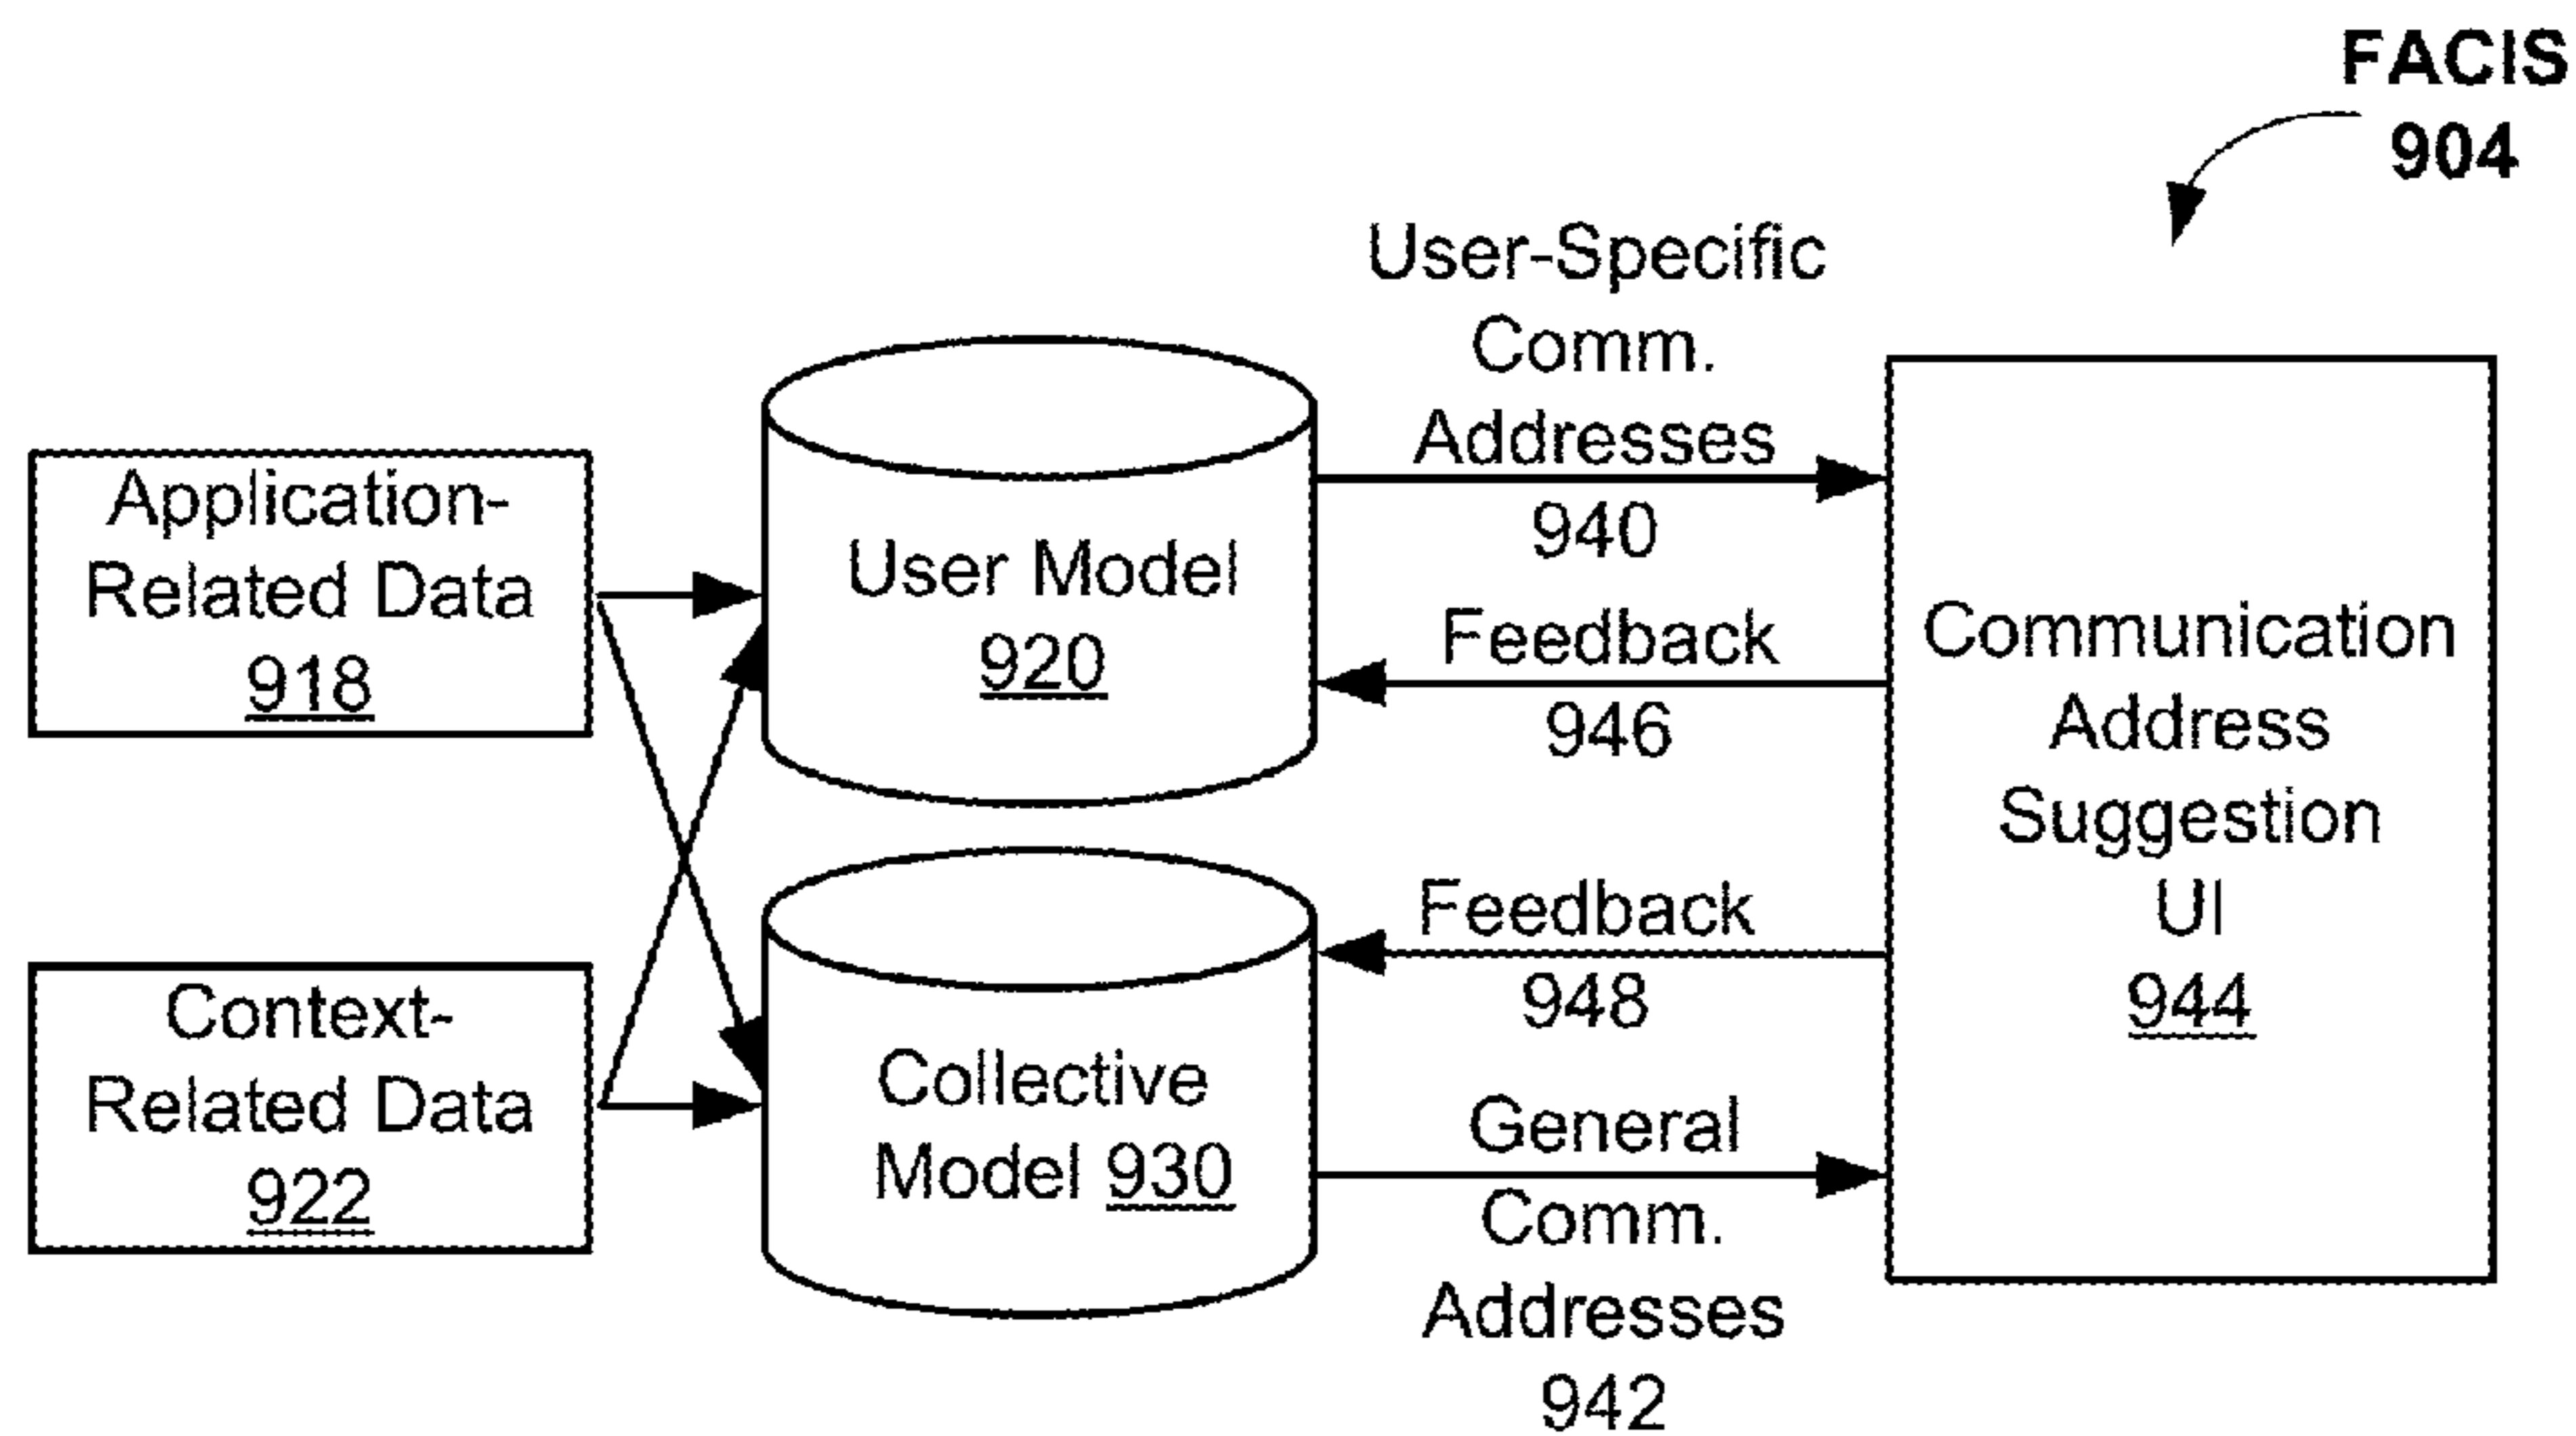 FACIS
904
User-Specific
Comm.
Addresses
940
Application-
Related Data
918
User Model
920
Feedback
946
Communication
Address
Suggestion
UI
944
Feedback
948
Context-
Related Data
922
Collective
Model 930
General
Comm.
Addresses
942